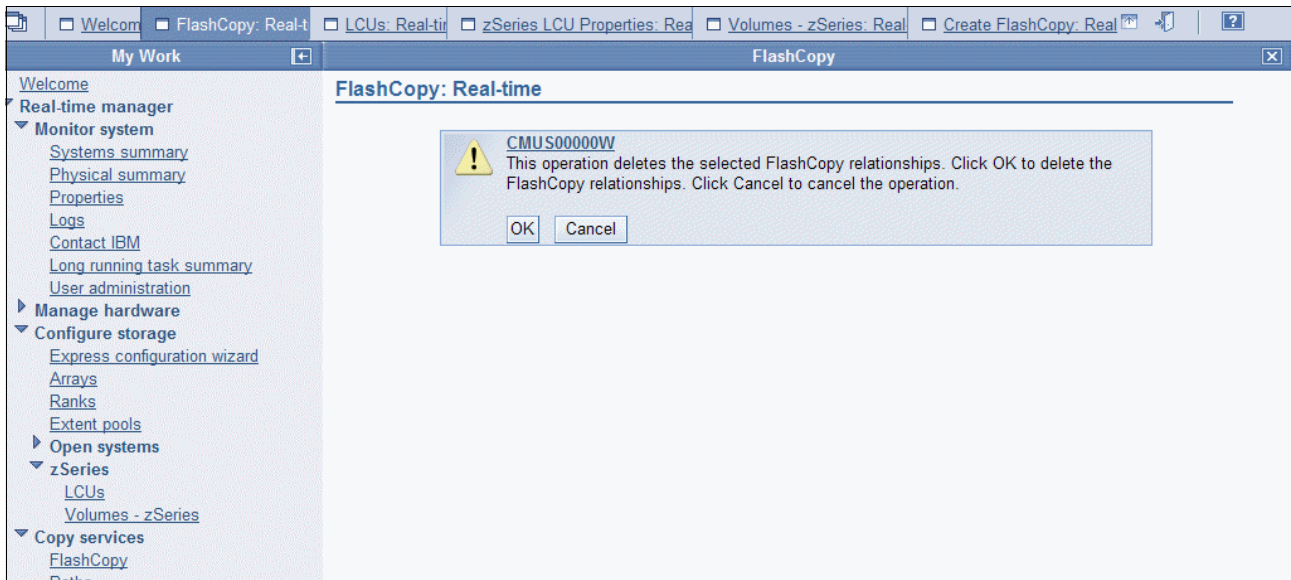 Welcom
FlashCopy: Real-t
LCUs: Real-tir
zSeries LCU Properties: Rea
Volumes - zSeries: Real
Create FlashCopy: Real
?
My Work
FlashCopy
Welcome
Real-time manager
Monitor system
Systems summary
Physical summary
Properties
Logs
Contact IBM
Long running task summary
User administration
Manage hardware
Configure storage
Express configuration wizard
Arrays
Ranks
Extent pools
Open systems
zSeries
LCUs
Volumes - zSeries
Copy services
FlashCopy
FlashCopy: Real-time
CMUS00000W
This operation deletes the selected FlashCopy relationships. Click OK to delete the
FlashCopy relationships. Click Cancel to cancel the operation.
OK
Cancel